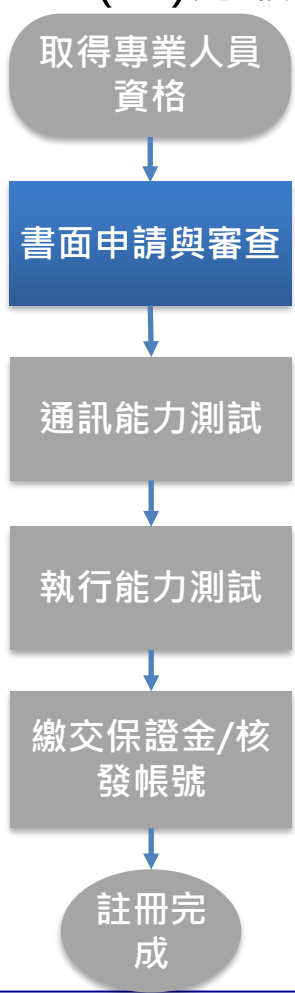 取得專業人員
資格
書面申請與審查
通訊能力測試
執行能力測試
繳交保證金/核
發帳號
註冊完
成